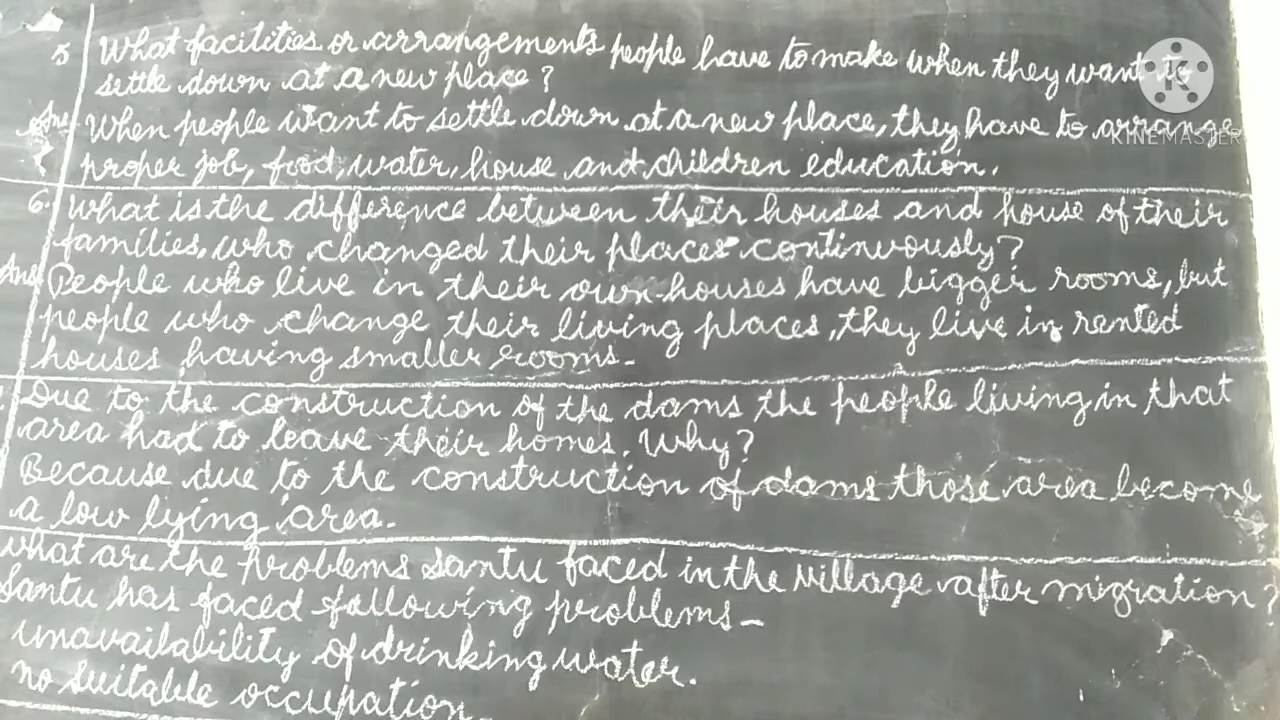 5 What facilities or arrangements people have to make when they want to
settle down at a new place?
Ans When people want to settle down at a new place, they have to arrange
proper job, food, water, house and children education.
6. What is the difference between their houses and house of their
families, who changed their places continuously?
Ans People who live in their own houses have bigger rooms, but
people who change their living places, they live in rented
houses having smaller rooms-
Due to the construction of the dams the people living in that
area had to leave their homes. Why?
Because due to the construction of dams those area become
a low lying area.
What are the problems Santu faced in the village after migration?
Santu has faced following problems-
unavailability of drinking water.
no suitable occupation
K
KINEMASTER